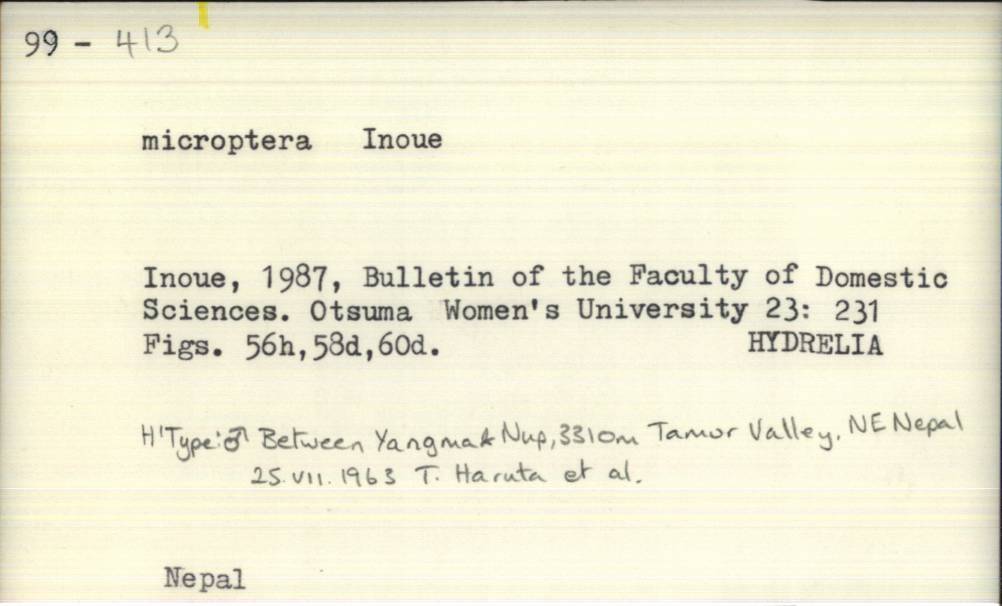 99 - 413
microptera Inoue
Inoue, 1987, Bulletin of the Faculty of Domestic
Sciences. Otsuma Women's University 23: 231
Figs. 56h,58d,60d. HYDRELIA
H'Type:♂ Between Yangma & Nup, 3310m Tamur Valley, NE Nepal
25.VII.1963 T. Haruta et al.
Nepal